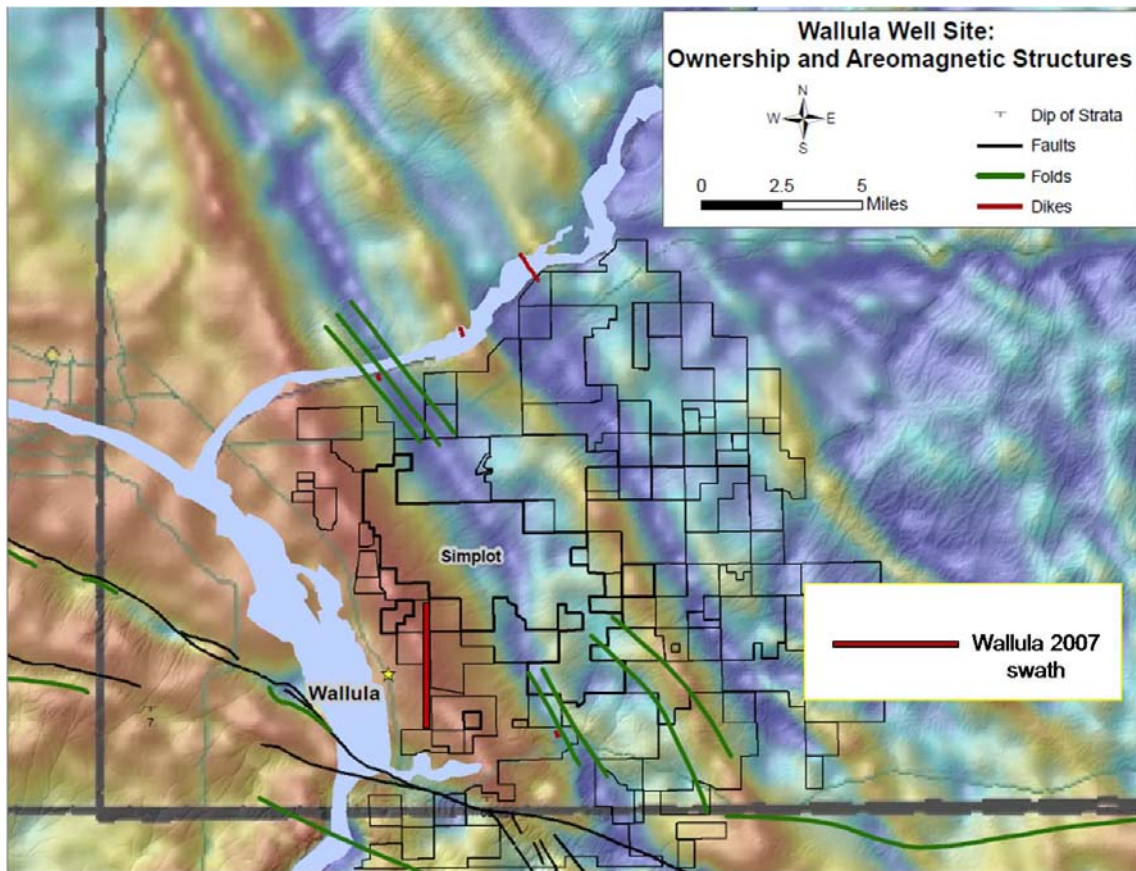 Wallula Well Site:
Ownership and Areomagnetic Structures
N
W E
S
Dip of Strata
Faults
0 2.5 5
Miles
Folds
Dikes
Simplot
Wallula 2007
swath
Wallula
7